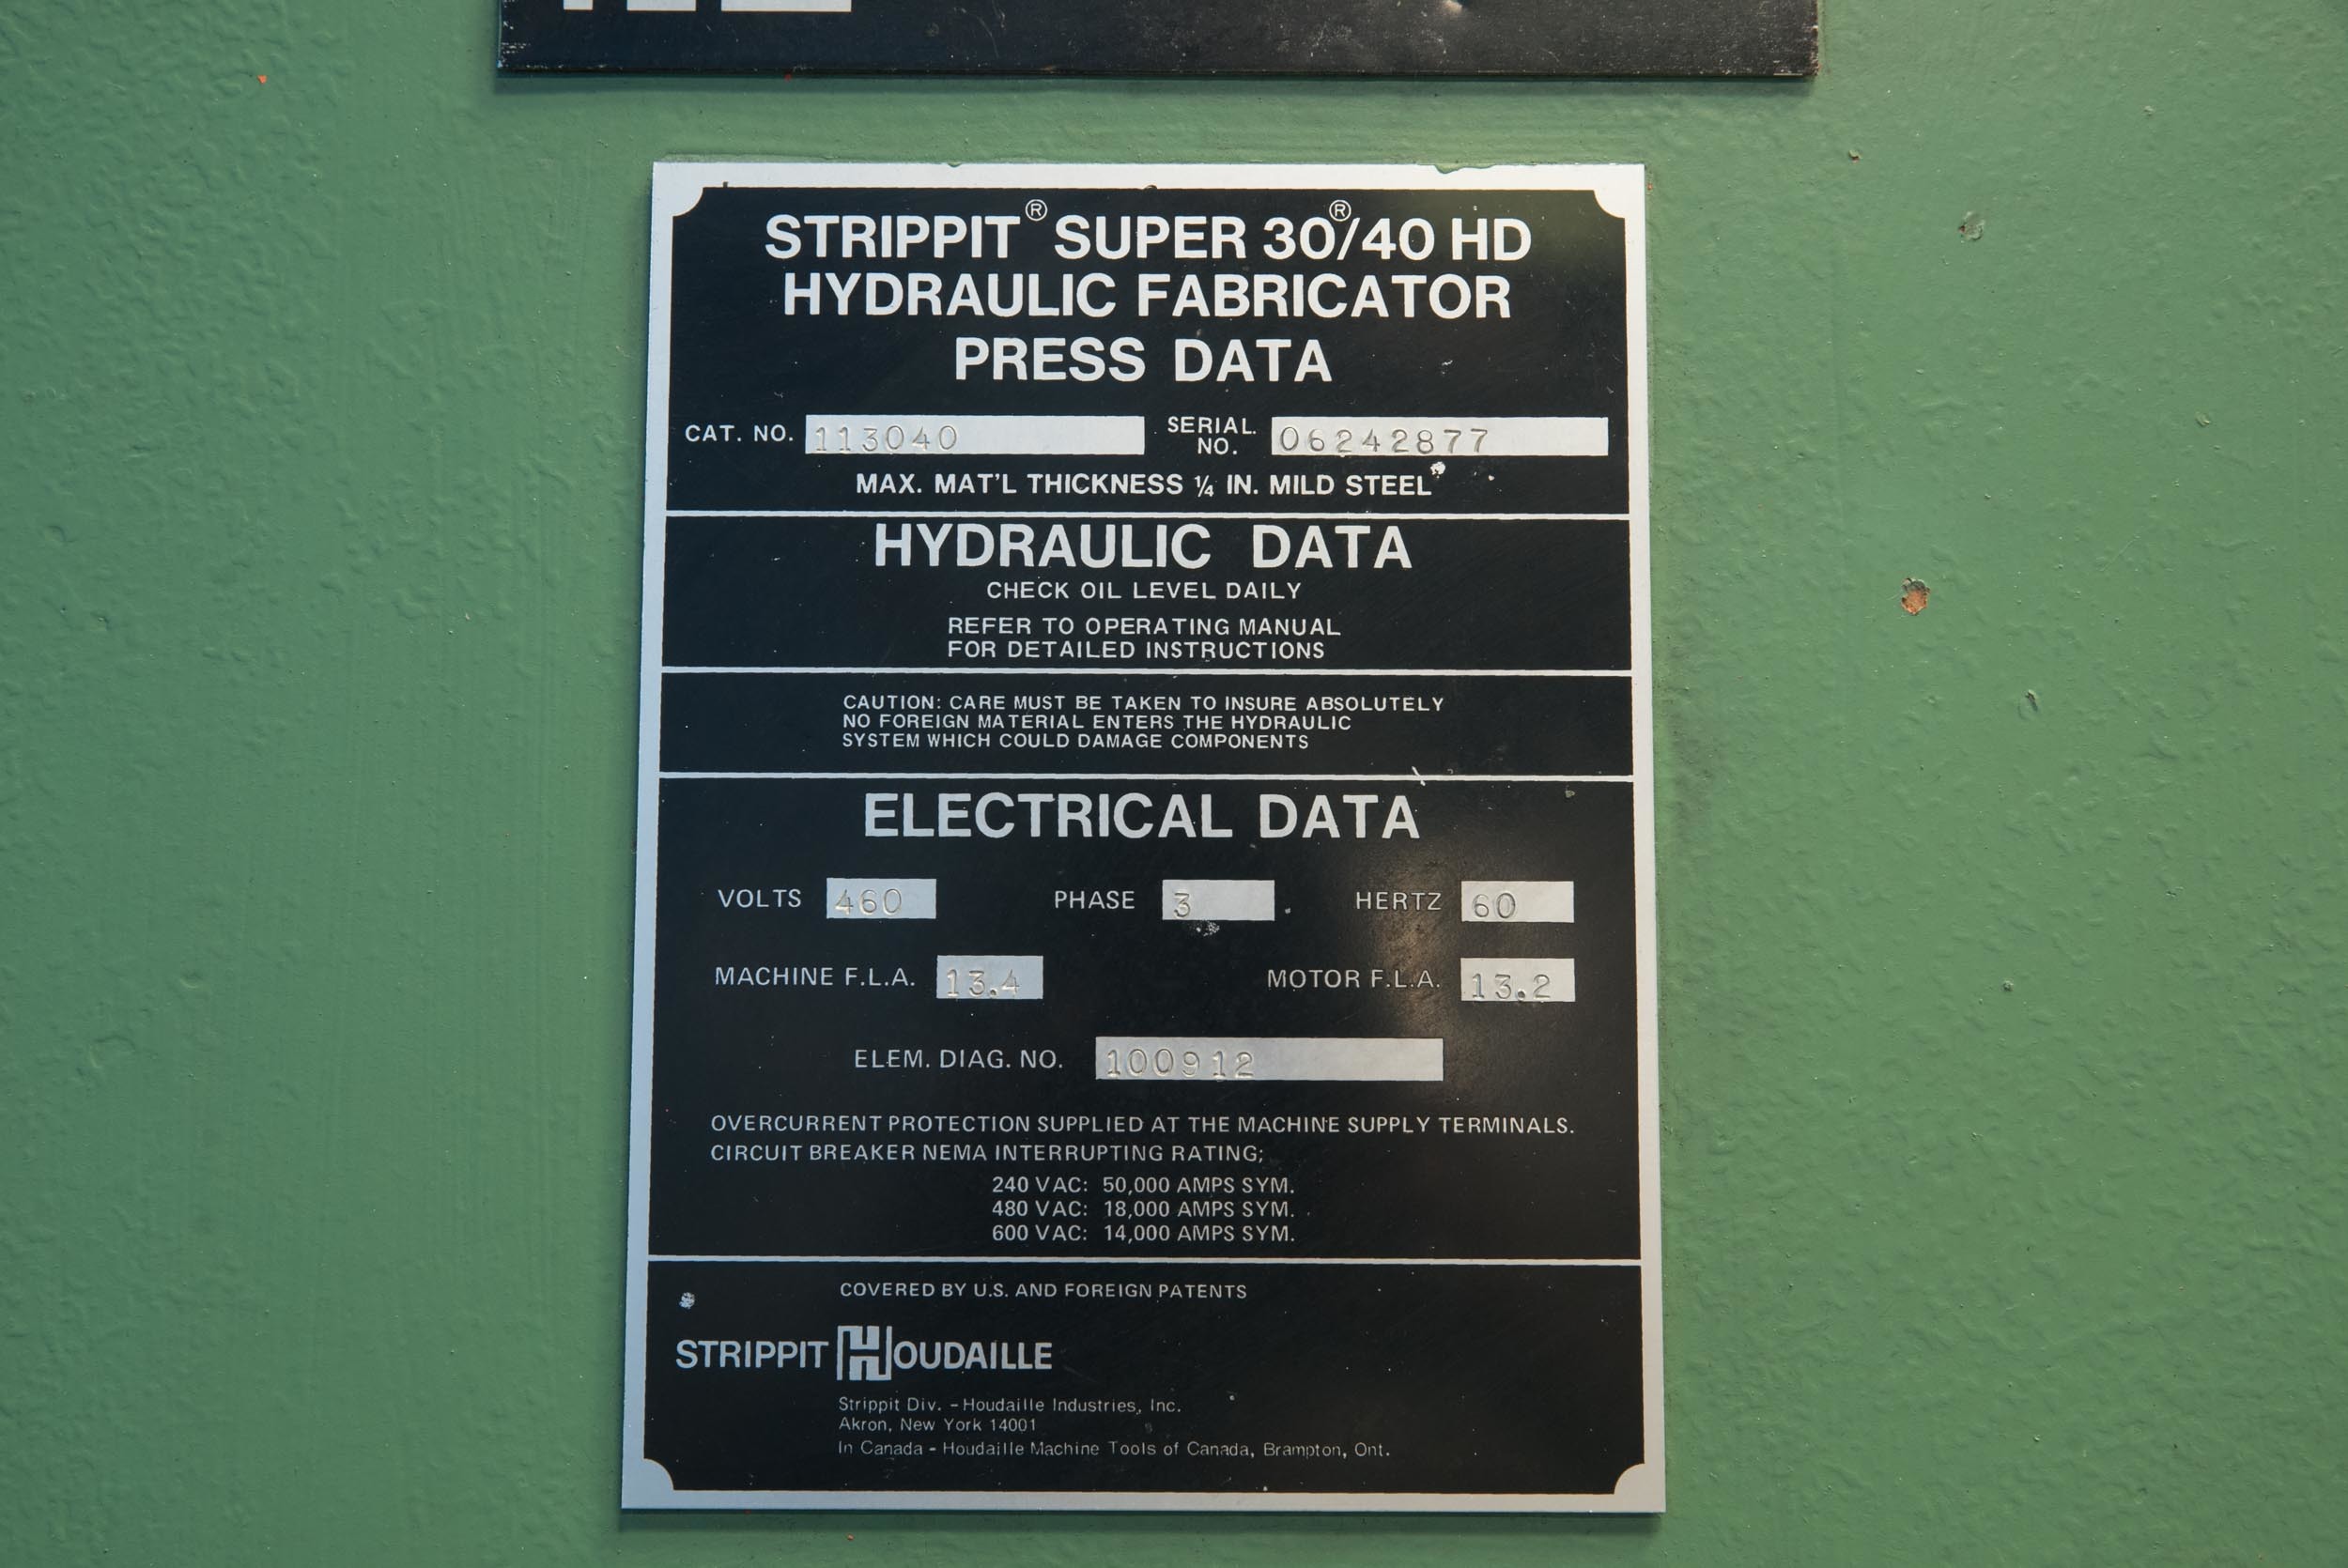 STRIPPIT® SUPER 30®/40 HD
HYDRAULIC FABRICATOR
PRESS DATA
CAT. NO. 113040 SERIAL NO. 06242877
MAX. MAT'L THICKNESS ¼ IN. MILD STEEL
HYDRAULIC DATA
CHECK OIL LEVEL DAILY
REFER TO OPERATING MANUAL
FOR DETAILED INSTRUCTIONS
CAUTION: CARE MUST BE TAKEN TO INSURE ABSOLUTELY
NO FOREIGN MATERIAL ENTERS THE HYDRAULIC
SYSTEM WHICH COULD DAMAGE COMPONENTS
ELECTRICAL DATA
VOLTS 460 PHASE 3 HERTZ 60
MACHINE F.L.A. 13.4 MOTOR F.L.A. 13.2
ELEM. DIAG. NO. 100912
OVERCURRENT PROTECTION SUPPLIED AT THE MACHINE SUPPLY TERMINALS.
CIRCUIT BREAKER NEMA INTERRUPTING RATING;
240 VAC: 50,000 AMPS SYM.
480 VAC: 18,000 AMPS SYM.
600 VAC: 14,000 AMPS SYM.
COVERED BY U.S. AND FOREIGN PATENTS
STRIPPIT HOUDAILLE
Strippit Div. - Houdaille Industries, Inc.
Akron, New York 14001
In Canada - Houdaille Machine Tools of Canada, Brampton, Ont.